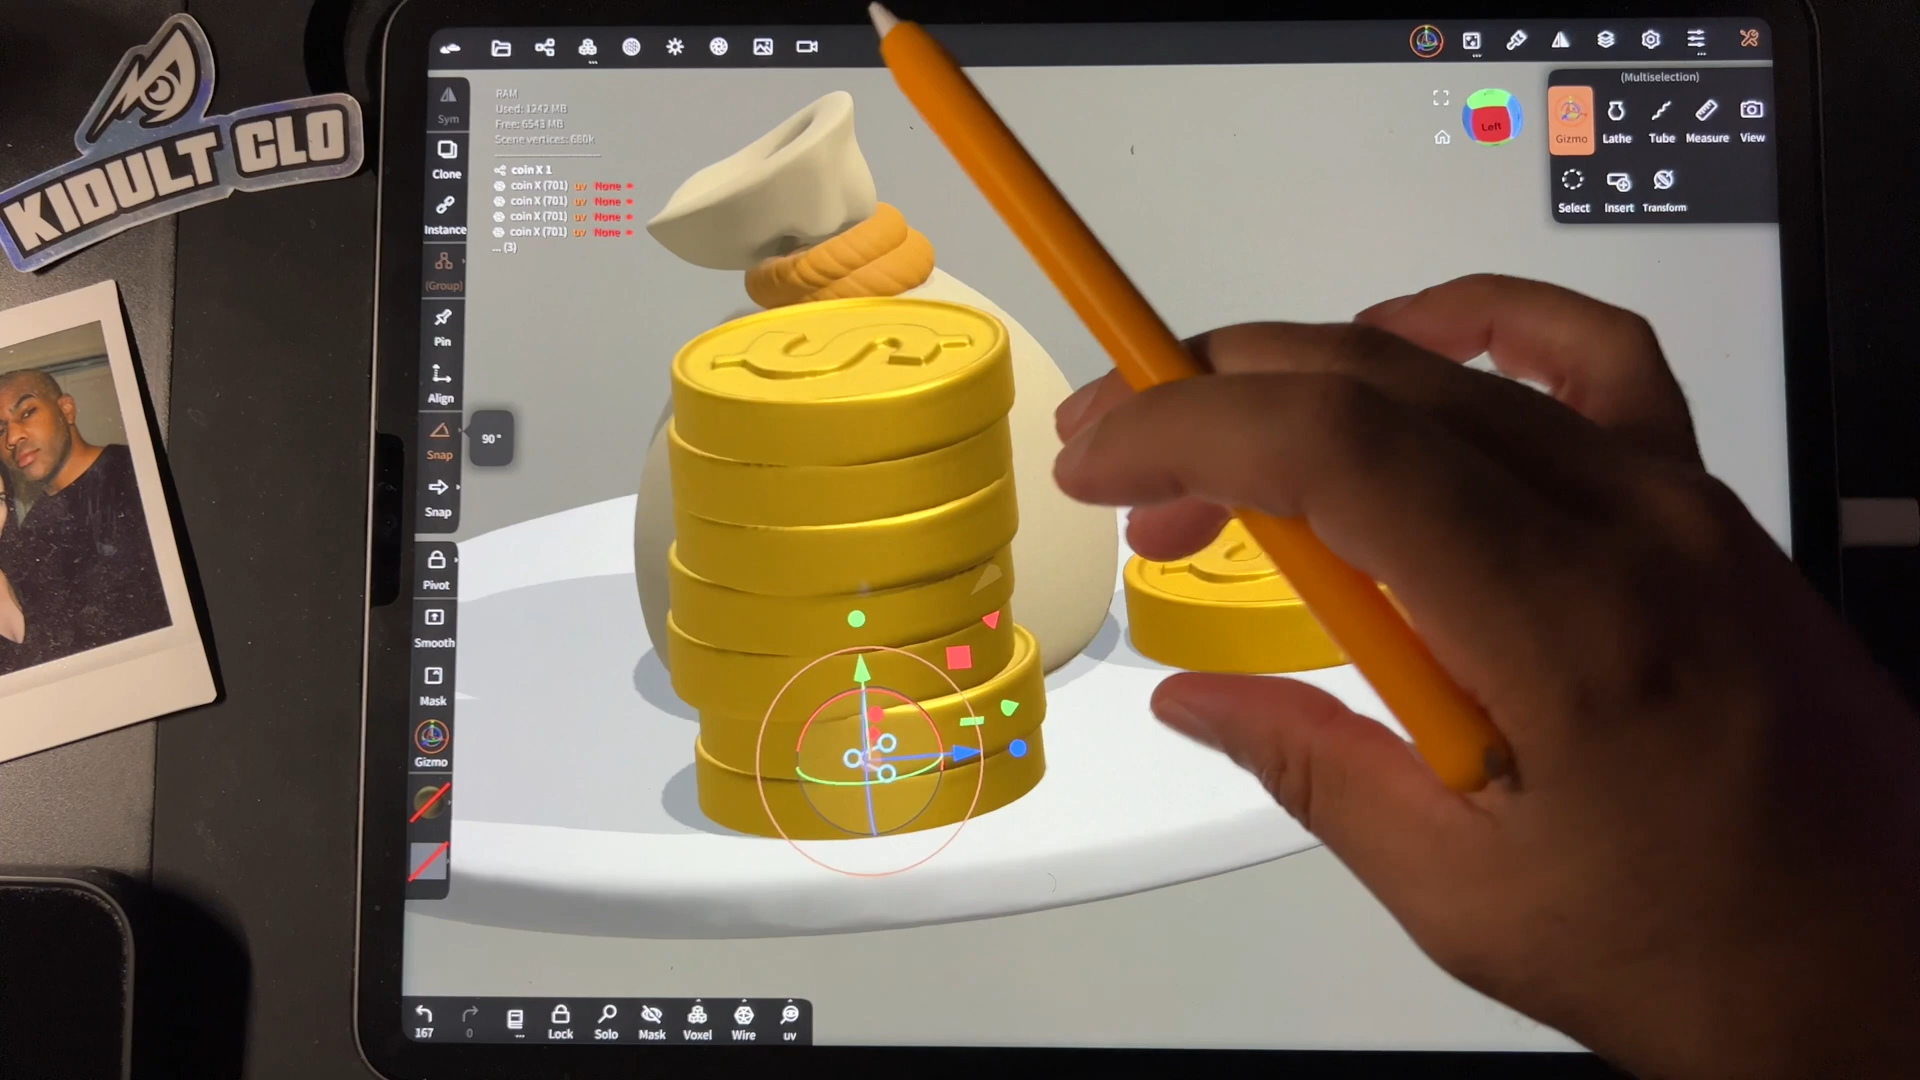 KIDULT CLO
RAM
Used: 1242 MB
Free: 6543 MB
Scene vertices: 680k
coin X 1
coin X (701) uv None
coin X (701) uv None
coin X (701) uv None
coin X (701) uv None
... (3)
Sym
Clone
Instance
(Group)
Pin
Align
Snap
90°
Snap
Pivot
Smooth
Mask
Gizmo
Left
(Multiselection)
Gizmo Lathe Tube Measure View
Select Insert Transform
167 0 ... Lock Solo Mask Voxel Wire uv